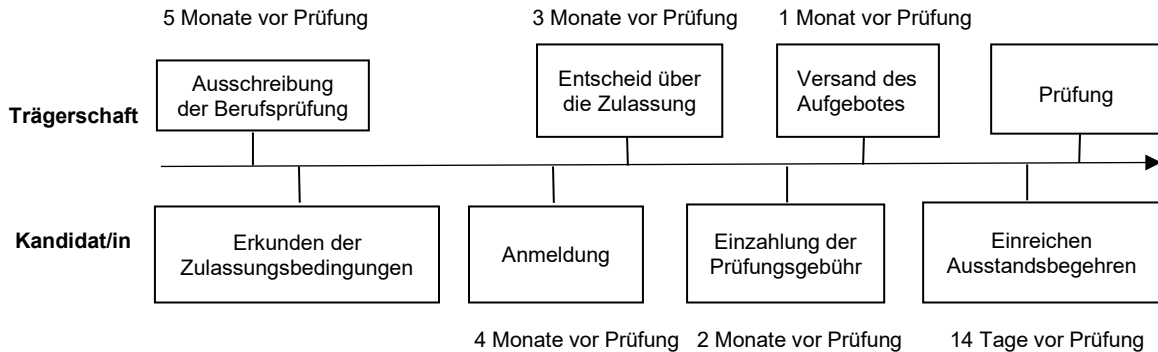 5 Monate vor Prüfung
3 Monate vor Prüfung
1 Monat vor Prüfung
Trägerschaft
Ausschreibung
der Berufsprüfung
Entscheid über
die Zulassung
Versand des
Aufgebotes
Prüfung
Kandidat/in
Erkunden der
Zulassungsbedingungen
Anmeldung
Einzahlung der
Prüfungsgebühr
Einreichen
Ausstandsbegehren
4 Monate vor Prüfung
2 Monate vor Prüfung
14 Tage vor Prüfung